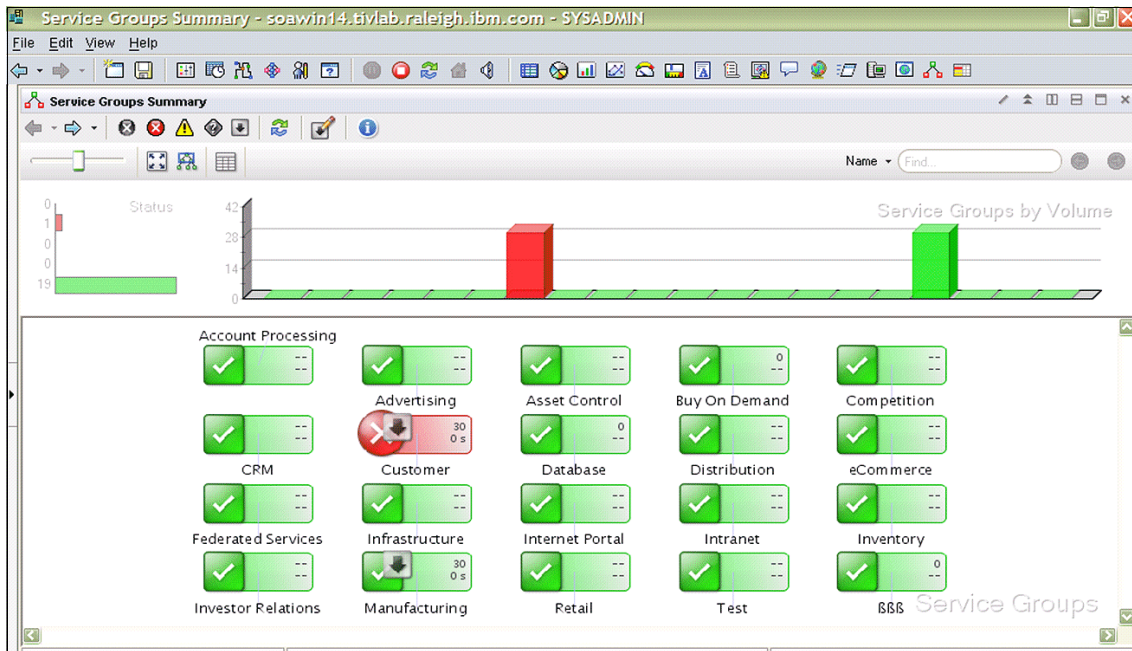 Service Groups Summary - soawin14.tivlab.raleigh.ibm.com - SYSADMIN
File Edit View Help
Service Groups Summary
Name Find...
Status
Service Groups by Volume
0
1
0
0
19
42
28
14
0
Account Processing
-- -- -- 0 --
-- -- -- -- --
Advertising Asset Control Buy On Demand Competition
-- 30 0 -- --
-- 0 s -- -- --
CRM Customer Database Distribution eCommerce
-- -- -- -- --
-- -- -- -- --
Federated Services Infrastructure Internet Portal Intranet Inventory
-- 30 -- -- 0
-- 0 s -- -- --
Investor Relations Manufacturing Retail Test ßßß
Service Groups